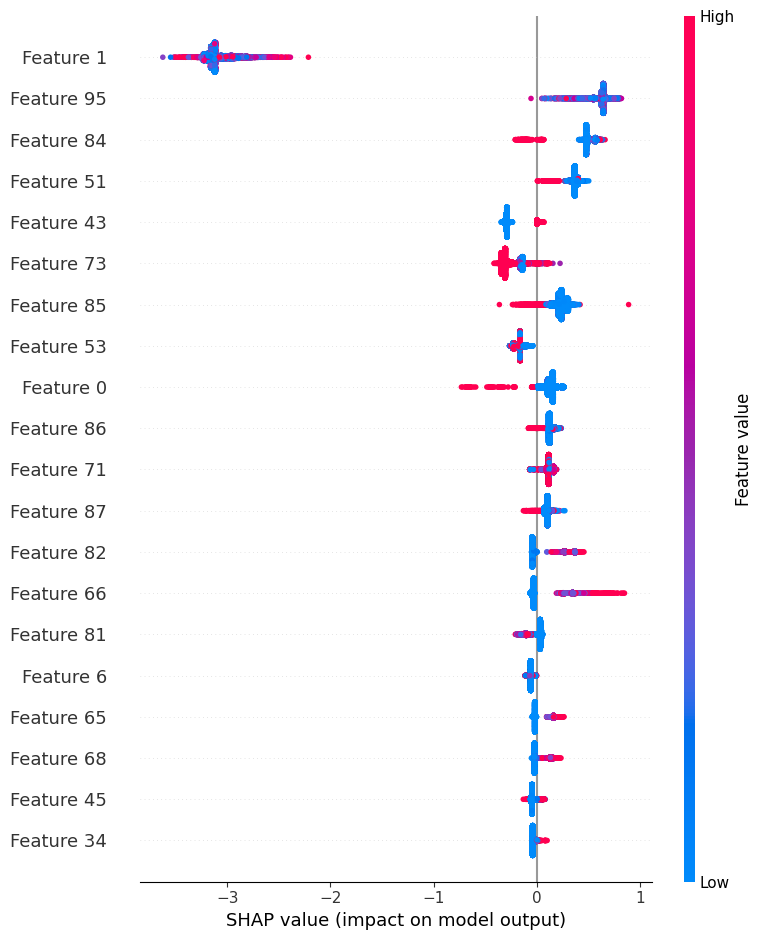 High
Feature 1
Feature 95
Feature 84
Feature 51
Feature 43
Feature 73
Feature 85
Feature 53
Feature 0
Feature 86
Feature 71
Feature 87
Feature 82
Feature 66
Feature 81
Feature 6
Feature 65
Feature 68
Feature 45
Feature 34
Feature value
Low
−3 −2 −1 0 1
SHAP value (impact on model output)